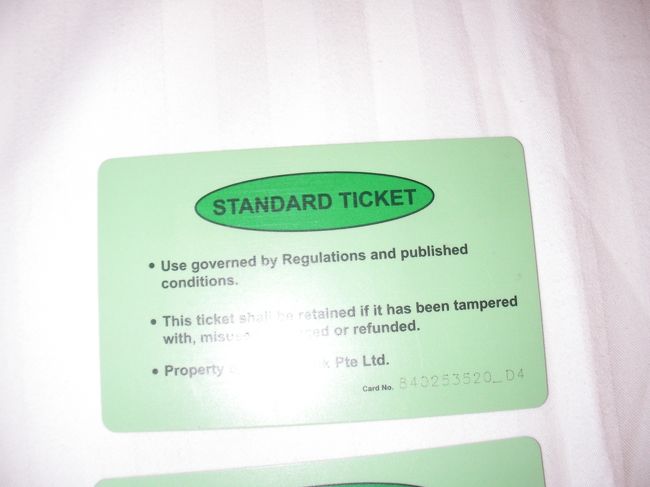 STANDARD TICKET
• Use governed by Regulations and published
conditions.
• This ticket shall be retained if it has been tampered
with, or refunded.
• Property Pte Ltd.
Card No. 840253520_D4